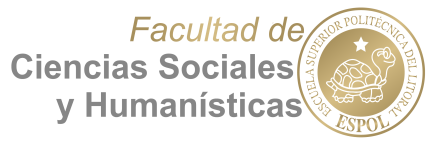 Facultad de
Ciencias Sociales
y Humanísticas
ESCUELA SUPERIOR POLITÉCNICA DEL LITORAL
ESPOL